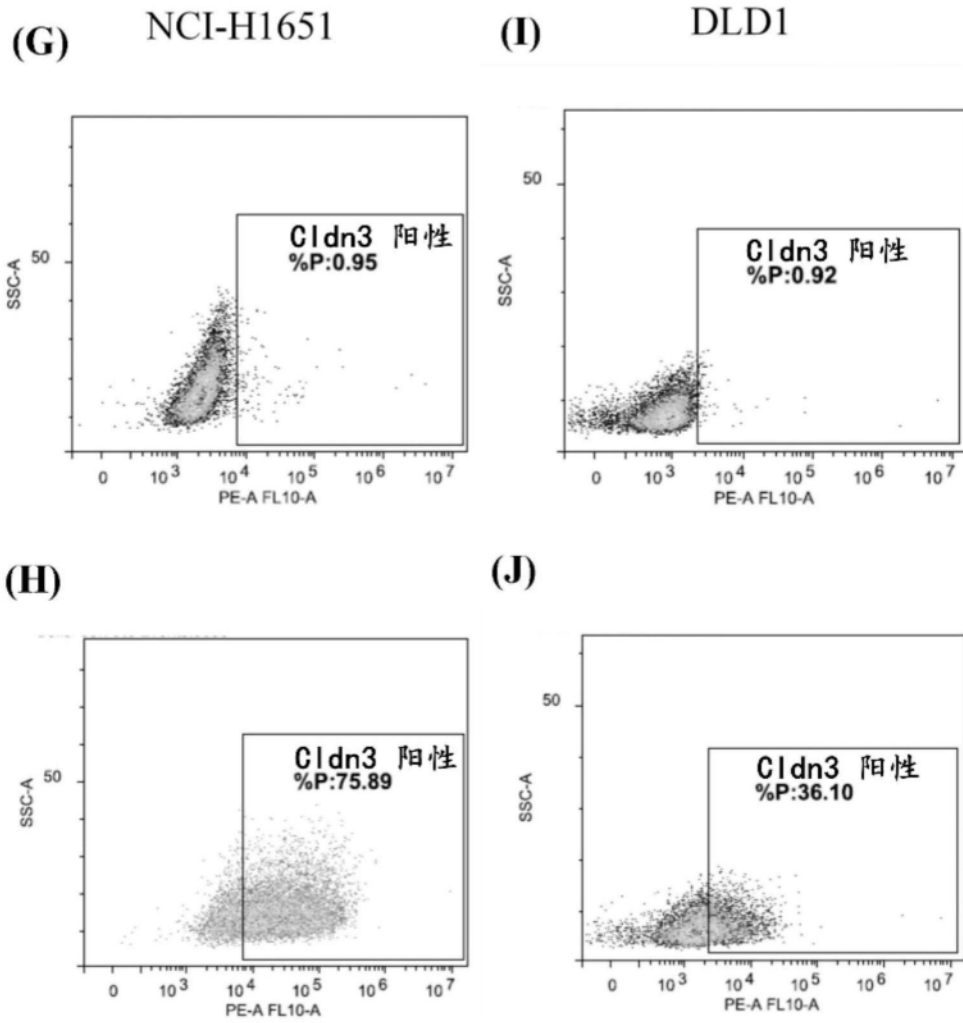 (G) NCI-H1651
50
SSC-A
Cldn3 阳性
%P:0.95
0 10³ 10⁴ 10⁵ 10⁶ 10⁷
PE-A FL10-A
(I) DLD1
50
SSC-A
Cldn3 阳性
%P:0.92
0 10³ 10⁴ 10⁵ 10⁶ 10⁷
PE-A FL10-A
(H)
50
SSC-A
Cldn3 阳性
%P:75.89
0 10³ 10⁴ 10⁵ 10⁶ 10⁷
PE-A FL10-A
(J)
50
SSC-A
Cldn3 阳性
%P:36.10
0 10³ 10⁴ 10⁵ 10⁶ 10⁷
PE-A FL10-A